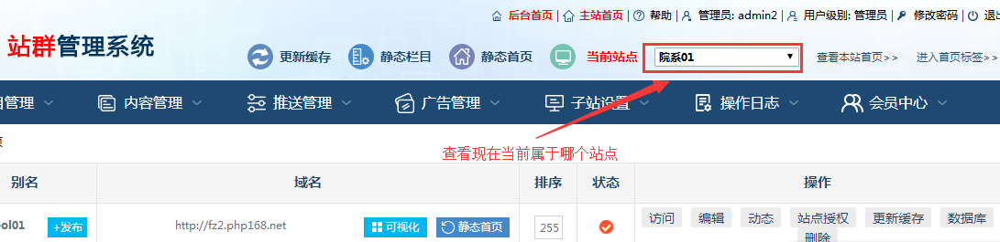 后台首页 | 主站首页 | 帮助 | 管理员: admin2 | 用户级别: 管理员 | 修改密码 | 退出
站群管理系统
更新缓存 静态栏目 静态首页 当前站点 院系01 查看本站首页>> 进入首页标签>>
管理 内容管理 推送管理 广告管理 子站设置 操作日志 会员中心
查看现在当前属于哪个站点
别名 域名 排序 状态 操作
ol01 +发布 http://fz2.php168.net 可视化 静态首页 255 访问 编辑 动态 站点授权 更新缓存 数据库
删除